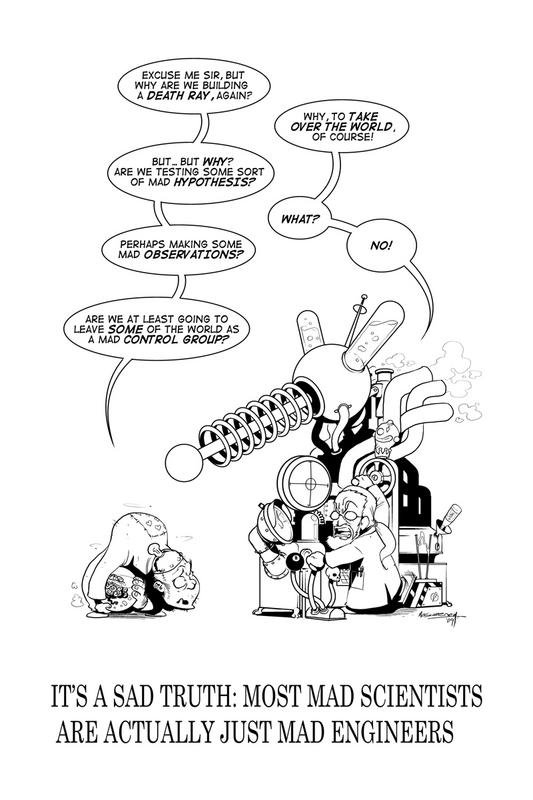 EXCUSE ME SIR, BUT
WHY ARE WE BUILDING
A DEATH RAY, AGAIN?
WHY, TO TAKE
OVER THE WORLD,
OF COURSE!
BUT... BUT WHY?
ARE WE TESTING SOME SORT
OF MAD HYPOTHESIS?
WHAT?
PERHAPS MAKING SOME
MAD OBSERVATIONS?
NO!
ARE WE AT LEAST GOING TO
LEAVE SOME OF THE WORLD AS
A MAD CONTROL GROUP?
IT'S A SAD TRUTH: MOST MAD SCIENTISTS
ARE ACTUALLY JUST MAD ENGINEERS